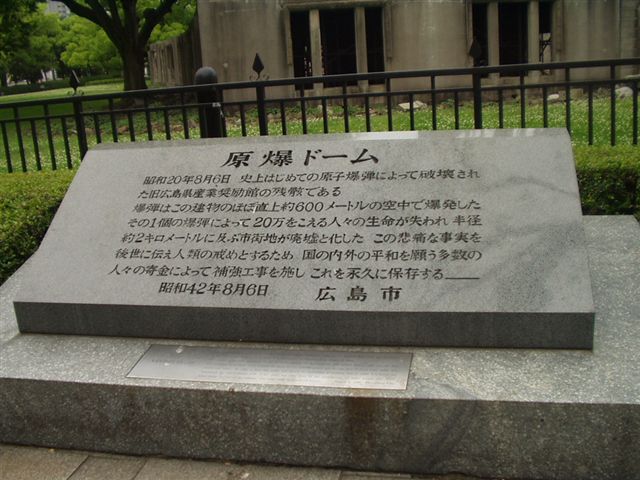 原爆ドーム
昭和20年8月6日 史上はじめての原子爆弾によって破壊され
た旧広島県産業奨励館の残骸である
爆弾はこの建物のほぼ直上約600メートルの空中で爆発した
その1個の爆弾によって20万をこえる人々の生命が失われ 半径
約2キロメートルに及ぶ市街地が廃墟と化した この悲痛な事実を
後世に伝え人類の戒めとするため 国の内外の平和を願う多数の
人々の寄金によって補強工事を施し これを永久に保存する
昭和42年8月6日 広島市